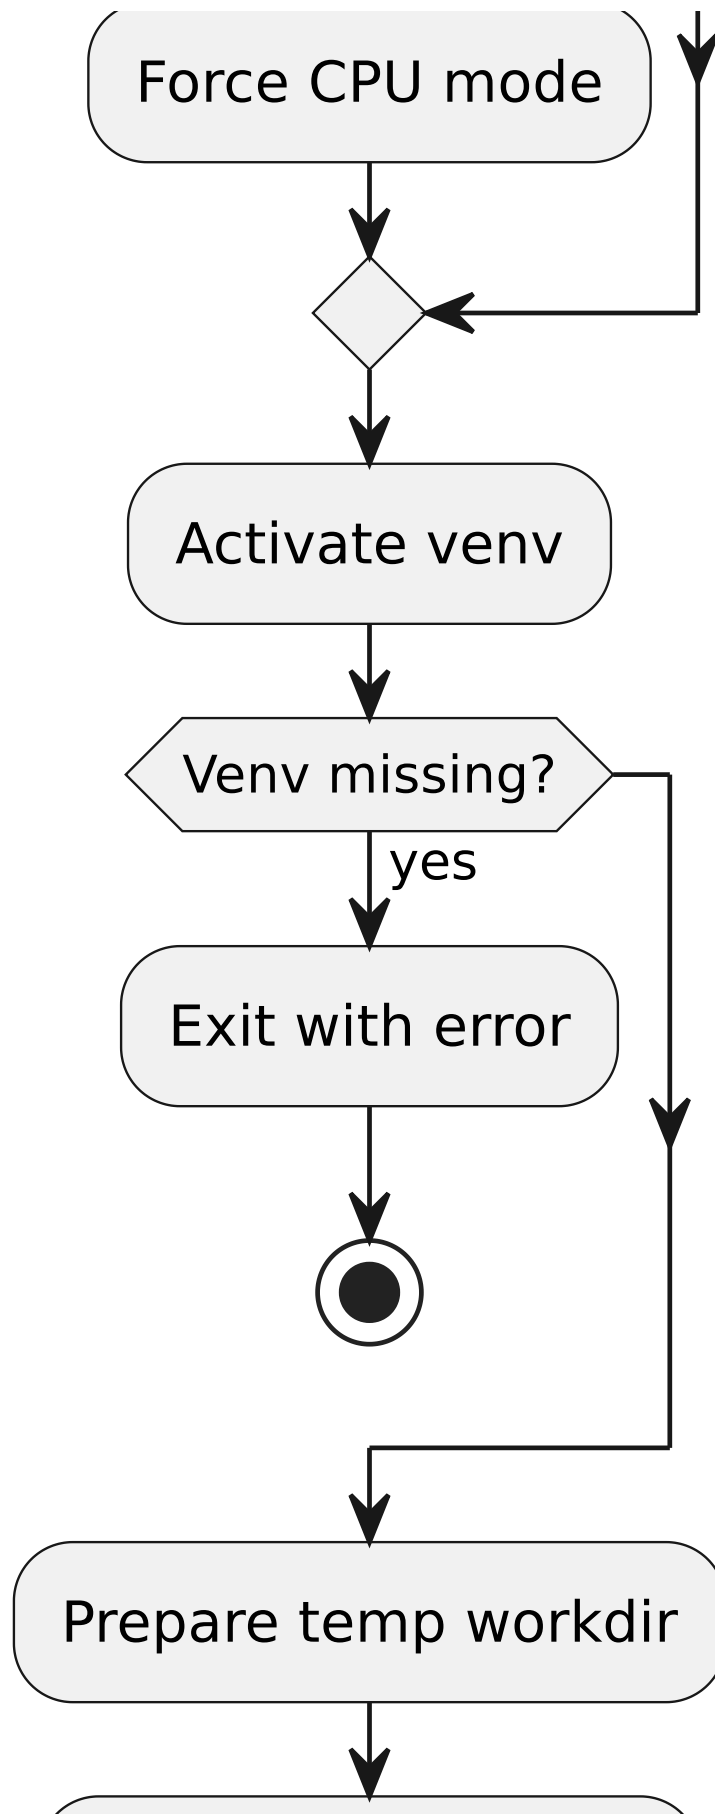 Force CPU mode
Activate venv
Venv missing?
yes
Exit with error
Prepare temp workdir